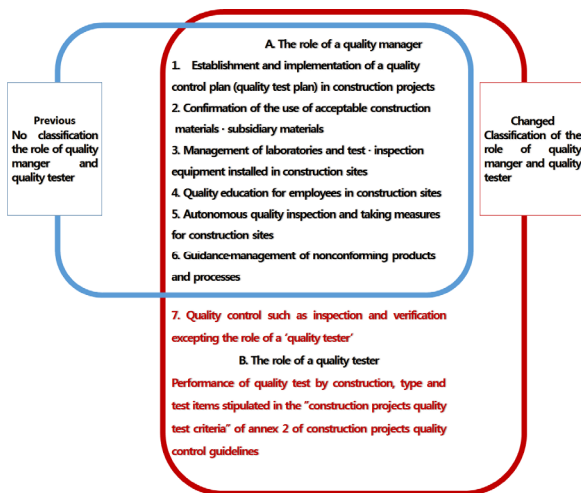 A. The role of a quality manager
1. Establishment and implementation of a quality
control plan (quality test plan) in construction projects
2. Confirmation of the use of acceptable construction
materials · subsidiary materials
3. Management of laboratories and test · inspection
equipment installed in construction sites
4. Quality education for employees in construction sites
5. Autonomous quality inspection and taking measures
for construction sites
6. Guidance·management of nonconforming products
and processes
Previous
No classification
the role of quality
manger and
quality tester
Changed
Classification of the
role of quality
manger and quality
tester
7. Quality control such as inspection and verification
excepting the role of a ‘quality tester’
B. The role of a quality tester
Performance of quality test by construction, type and
test items stipulated in the “construction projects quality
test criteria” of annex 2 of construction projects quality
control guidelines